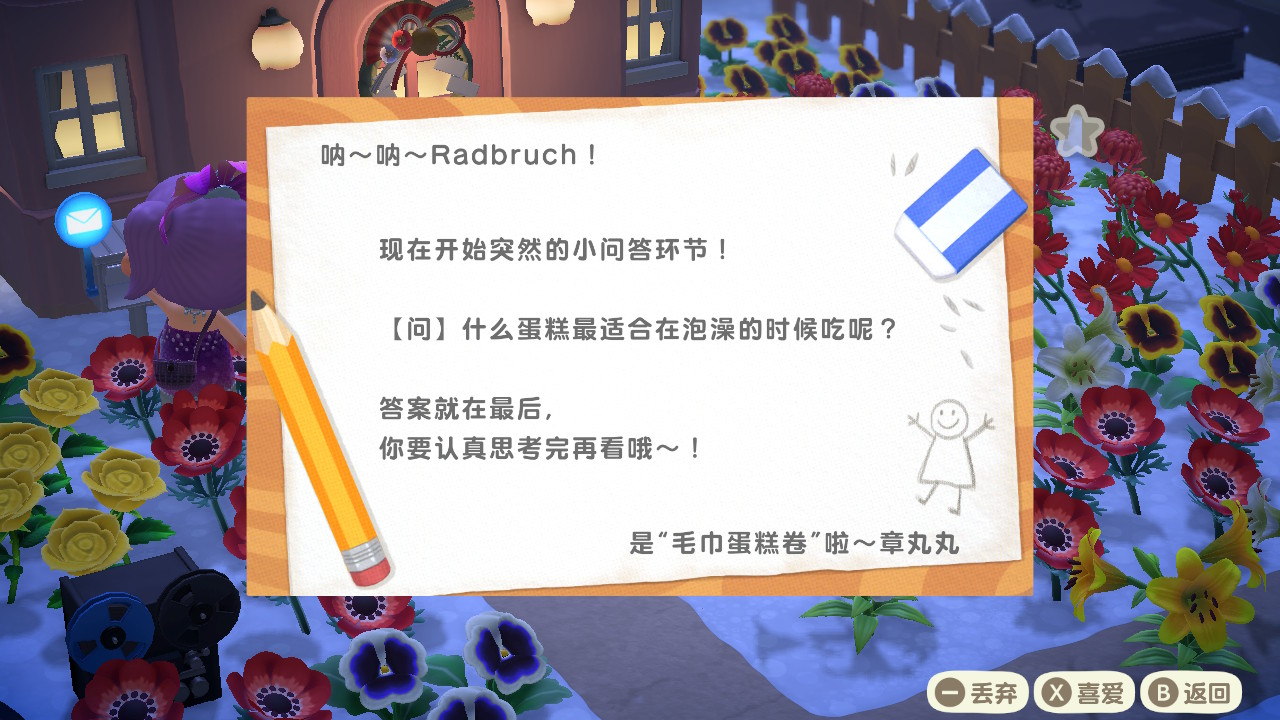 呐～呐～Radbruch！
现在开始突然的小问答环节！
【问】什么蛋糕最适合在泡澡的时候吃呢？
答案就在最后，
你要认真思考完再看哦～！
是“毛巾蛋糕卷”啦～章丸丸
丢弃
X 喜爱
B 返回